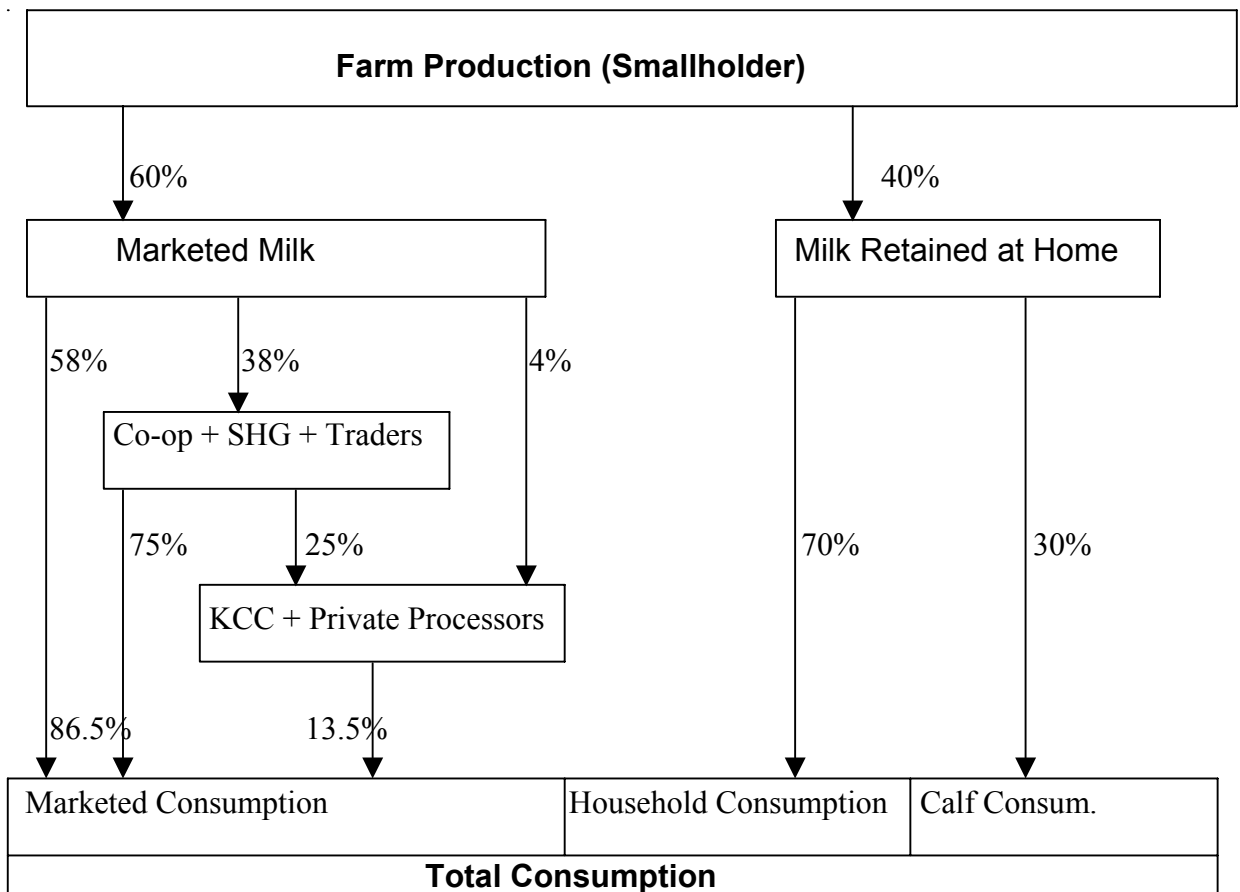 Farm Production (Smallholder)
60%
40%
Marketed Milk
Milk Retained at Home
58%
38%
4%
Co-op + SHG + Traders
75%
25%
70%
30%
KCC + Private Processors
86.5%
13.5%
Marketed Consumption
Household Consumption
Calf Consum.
Total Consumption